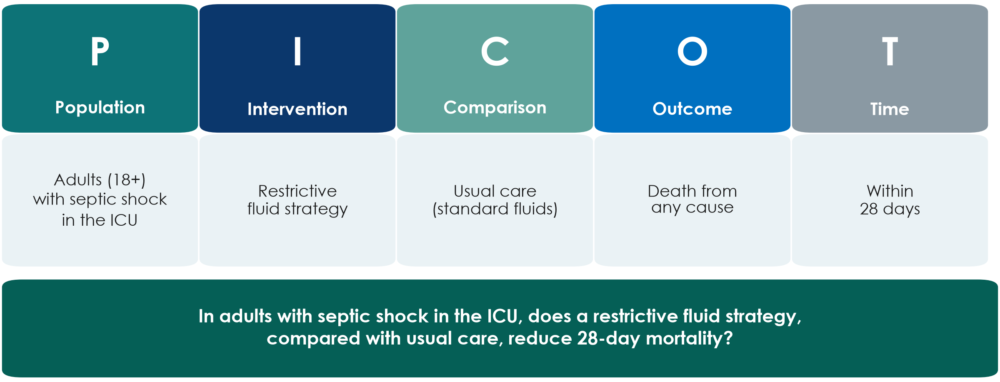 P
Population
I
Intervention
C
Comparison
O
Outcome
T
Time
Adults (18+)
with septic shock
in the ICU
Restrictive
fluid strategy
Usual care
(standard fluids)
Death from
any cause
Within
28 days
In adults with septic shock in the ICU, does a restrictive fluid strategy,
compared with usual care, reduce 28-day mortality?